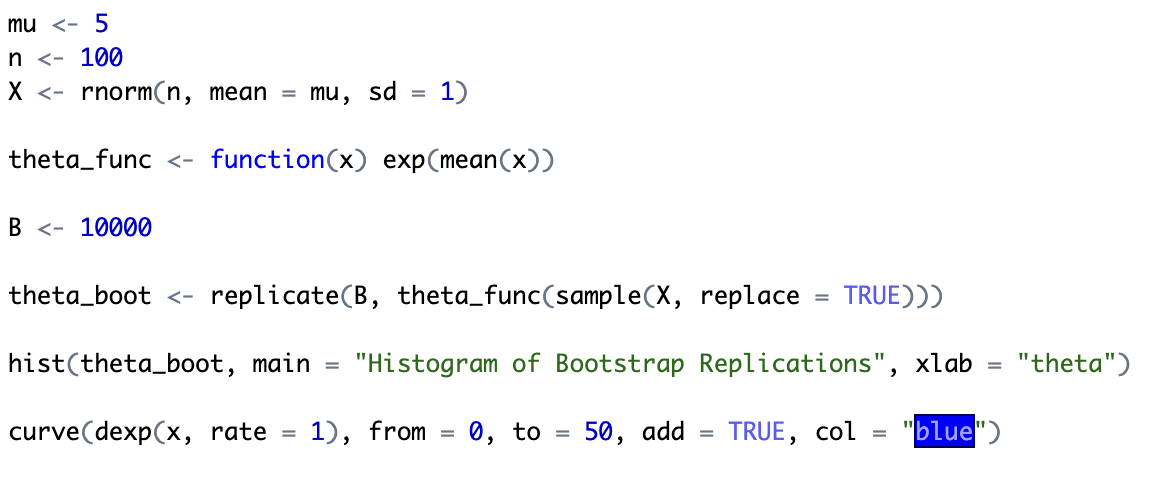 mu <- 5
n <- 100
X <- rnorm(n, mean = mu, sd = 1)
theta_func <- function(x) exp(mean(x))
B <- 10000
theta_boot <- replicate(B, theta_func(sample(X, replace = TRUE)))
hist(theta_boot, main = "Histogram of Bootstrap Replications", xlab = "theta")
curve(dexp(x, rate = 1), from = 0, to = 50, add = TRUE, col = "blue")